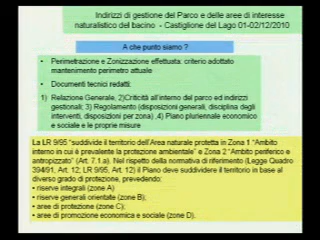 Indirizzi di gestione del Parco e delle aree di interesse
naturalistico del bacino - Castiglione del Lago 01-02/12/2010
A che punto siamo ?
• Perimetrazione e Zonizzazione effettuata: criterio adottato
mantenimento perimetro attuale
• Documenti tecnici redatti:
1) Relazione Generale, 2)Criticità all'interno del parco ed indirizzi
gestionali; 3) Regolamento (disposizioni generali, disciplina degli
interventi, disposizioni per zona) ,4) Piano pluriennale economico
e sociale e le proprie misure
La LR 9/95 "suddivide il territorio dell'Area naturale protetta in Zona 1 "Ambito
interno in cui è prevalente la protezione ambientale" e Zona 2 "Ambito periferico e
antropizzato" (Art. 7.1.a). Nel rispetto della normativa di riferimento (Legge Quadro
394/91, Art. 12; LR 9/95, Art. 12) il Piano deve suddividere il territorio in base al
diverso grado di protezione, prevedendo:
• riserve integrali (zone A)
• riserve generali orientate (zone B);
• aree di protezione (zone C);
• aree di promozione economica e sociale (zone D).